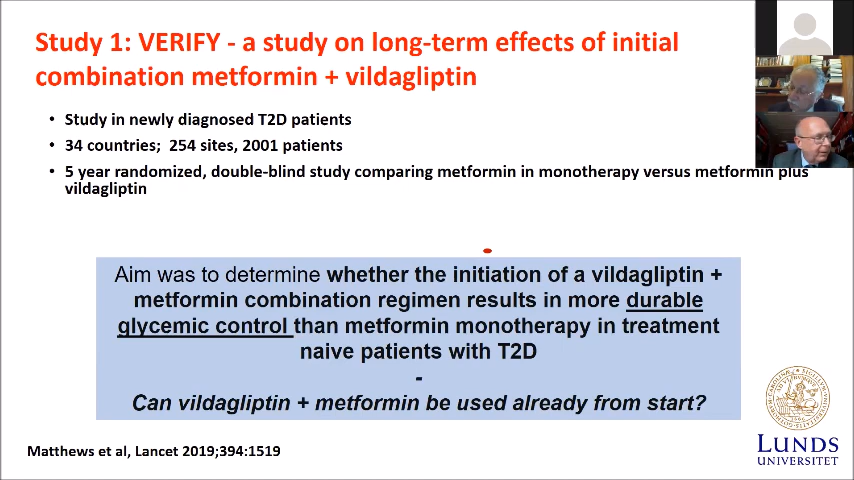 Study 1: VERIFY - a study on long-term effects of initial
combination metformin + vildagliptin
• Study in newly diagnosed T2D patients
• 34 countries; 254 sites, 2001 patients
• 5 year randomized, double-blind study comparing metformin in monotherapy versus metformin plus
vildagliptin
Aim was to determine whether the initiation of a vildagliptin +
metformin combination regimen results in more durable
glycemic control than metformin monotherapy in treatment
naive patients with T2D
-
Can vildagliptin + metformin be used already from start?
Matthews et al, Lancet 2019;394:1519
LUNDS
UNIVERSITET